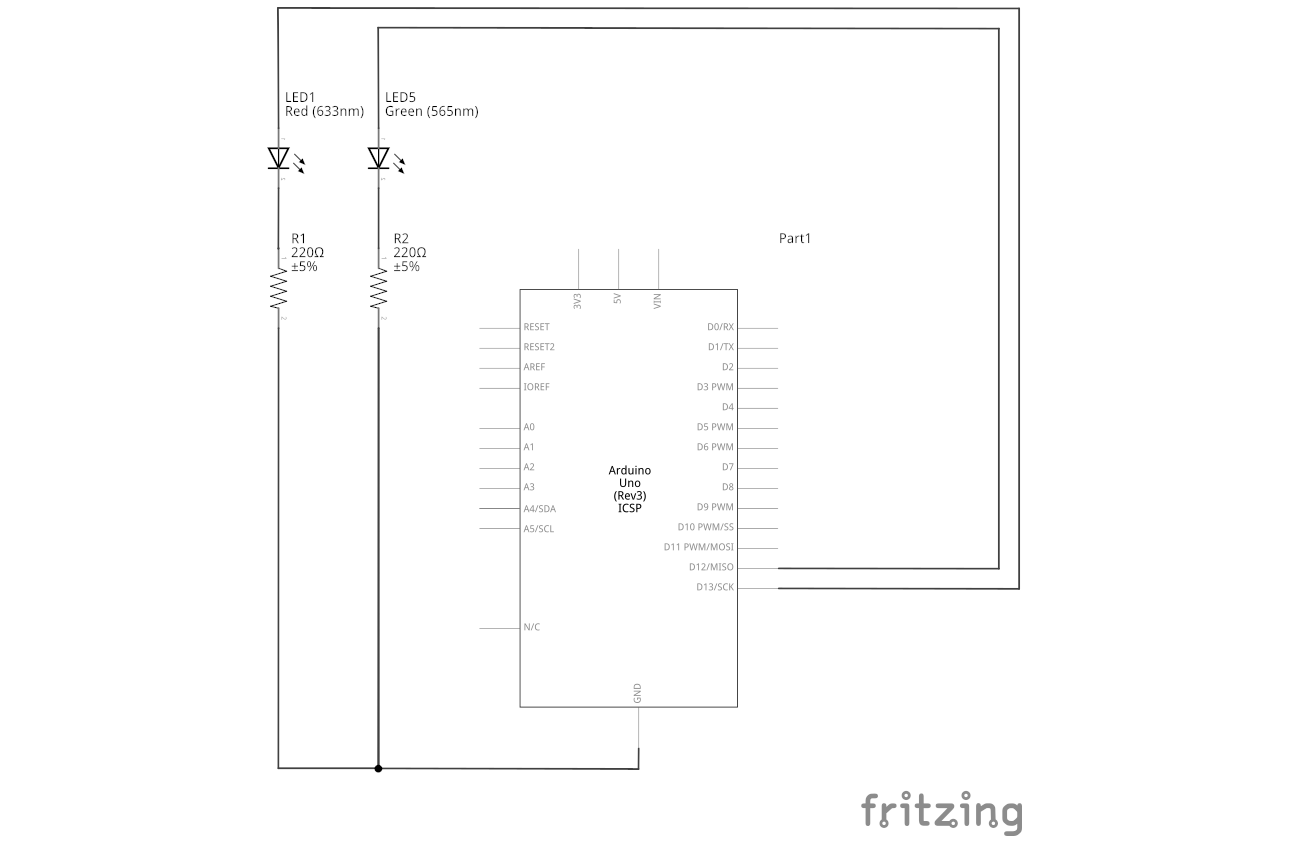 LED1
Red (633nm)
LED5
Green (565nm)
R1
220Ω
±5%
R2
220Ω
±5%
Part1
3V3
5V
VIN
RESET
RESET2
AREF
IOREF
A0
A1
A2
A3
A4/SDA
A5/SCL
N/C
Arduino
Uno
(Rev3)
ICSP
D0/RX
D1/TX
D2
D3 PWM
D4
D5 PWM
D6 PWM
D7
D8
D9 PWM
D10 PWM/SS
D11 PWM/MOSI
D12/MISO
D13/SCK
GND
fritzing